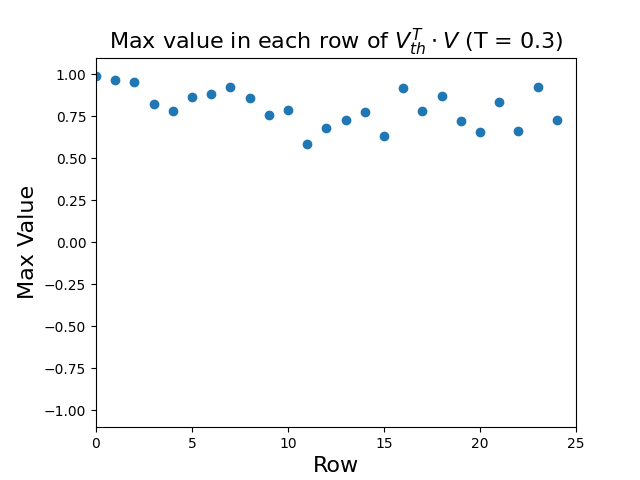 Max value in each row of $V_{th}^{T} \cdot V$ (T = 0.3)
Max Value
1.00
0.75
0.50
0.25
0.00
−0.25
−0.50
−0.75
−1.00
0 5 10 15 20 25
Row